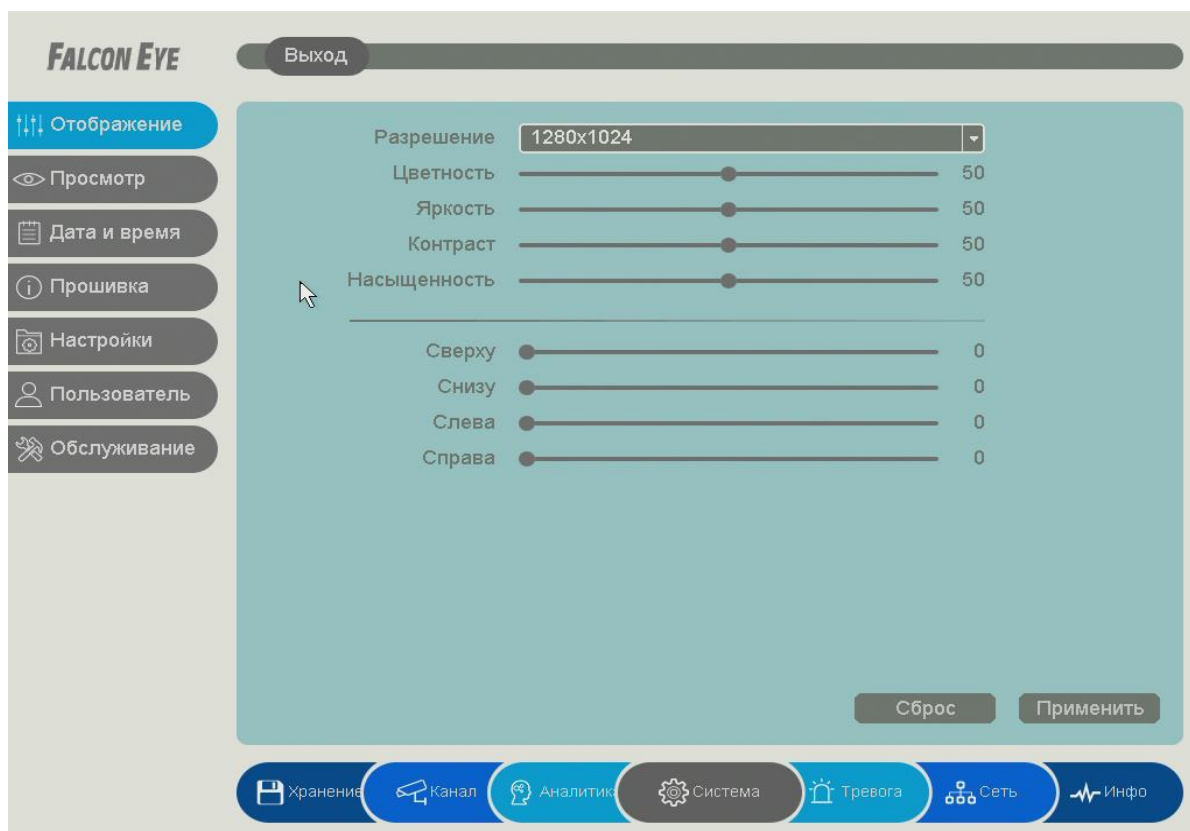 FALCON EYE
Выход
Отображение
Просмотр
Дата и время
Прошивка
Настройки
Пользователь
Обслуживание
Разрешение 1280x1024
Цветность 50
Яркость 50
Контраст 50
Насыщенность 50
Сверху 0
Снизу 0
Слева 0
Справа 0
Сброс Применить
Хранение Канал Аналитика Система Тревога Сеть Инфо